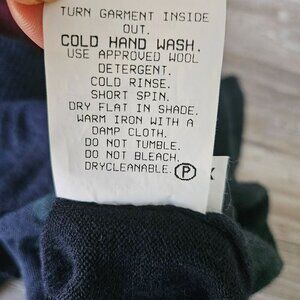 TURN GARMENT INSIDE
OUT.
COLD HAND WASH.
USE APPROVED WOOL
DETERGENT.
COLD RINSE.
SHORT SPIN.
DRY FLAT IN SHADE.
WARM IRON WITH A
DAMP CLOTH.
DO NOT TUMBLE.
DO NOT BLEACH.
DRYCLEANABLE. Ⓟ